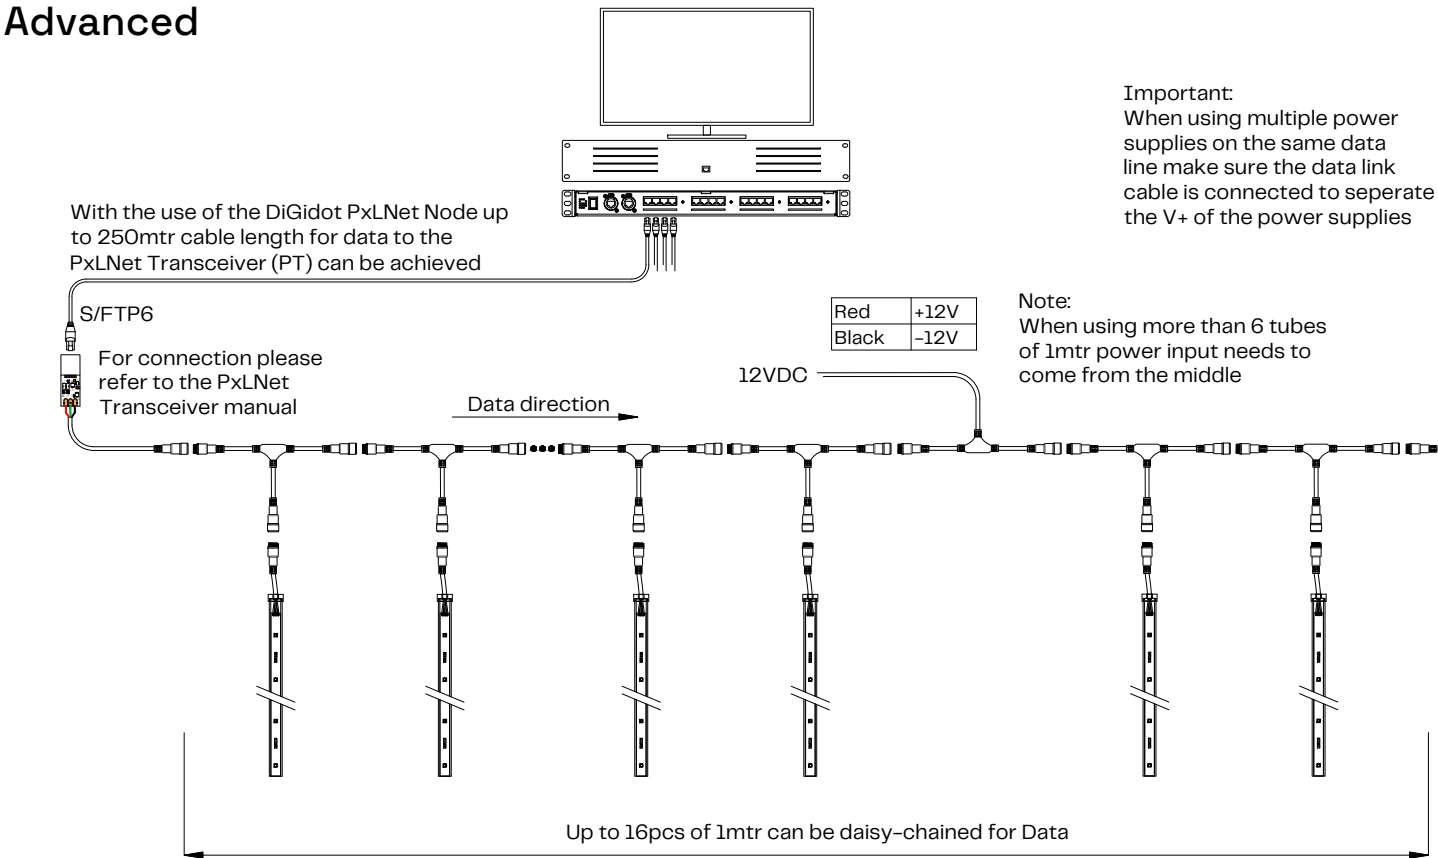 Advanced
Important:
When using multiple power
supplies on the same data
line make sure the data link
cable is connected to seperate
the V+ of the power supplies
With the use of the DiGidot PxLNet Node up
to 250mtr cable length for data to the
PxLNet Transceiver (PT) can be achieved
S/FTP6
For connection please
refer to the PxLNet
Transceiver manual
Red +12V
Black -12V
Note:
When using more than 6 tubes
of 1mtr power input needs to
come from the middle
12VDC
Data direction
Up to 16pcs of 1mtr can be daisy-chained for Data